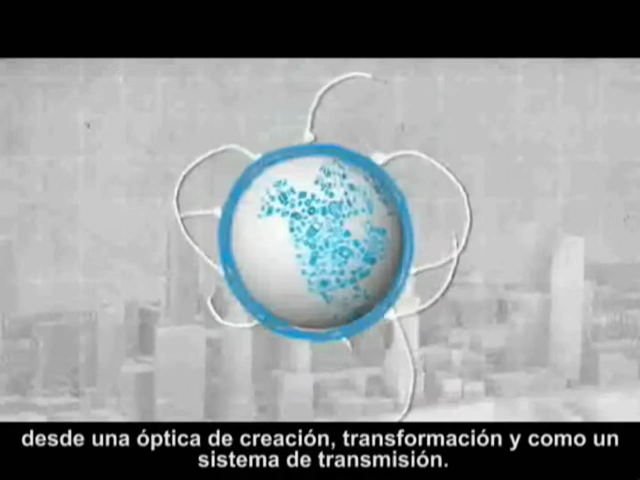 desde una óptica de creación, transformación y como un
sistema de transmisión.